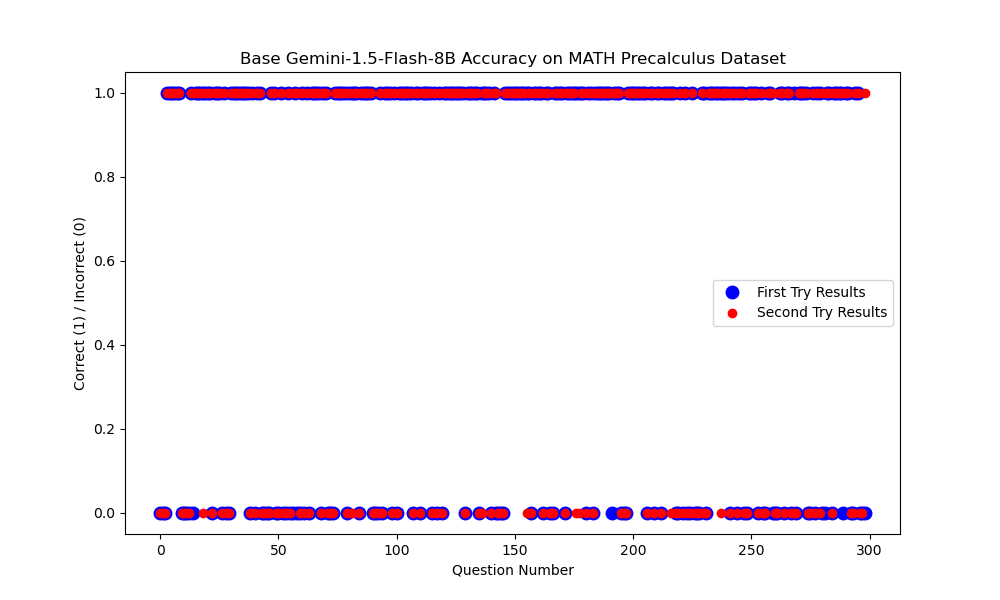 Base Gemini-1.5-Flash-8B Accuracy on MATH Precalculus Dataset
Correct (1) / Incorrect (0)
1.0
0.8
0.6
0.4
0.2
0.0
First Try Results
Second Try Results
0 50 100 150 200 250 300
Question Number